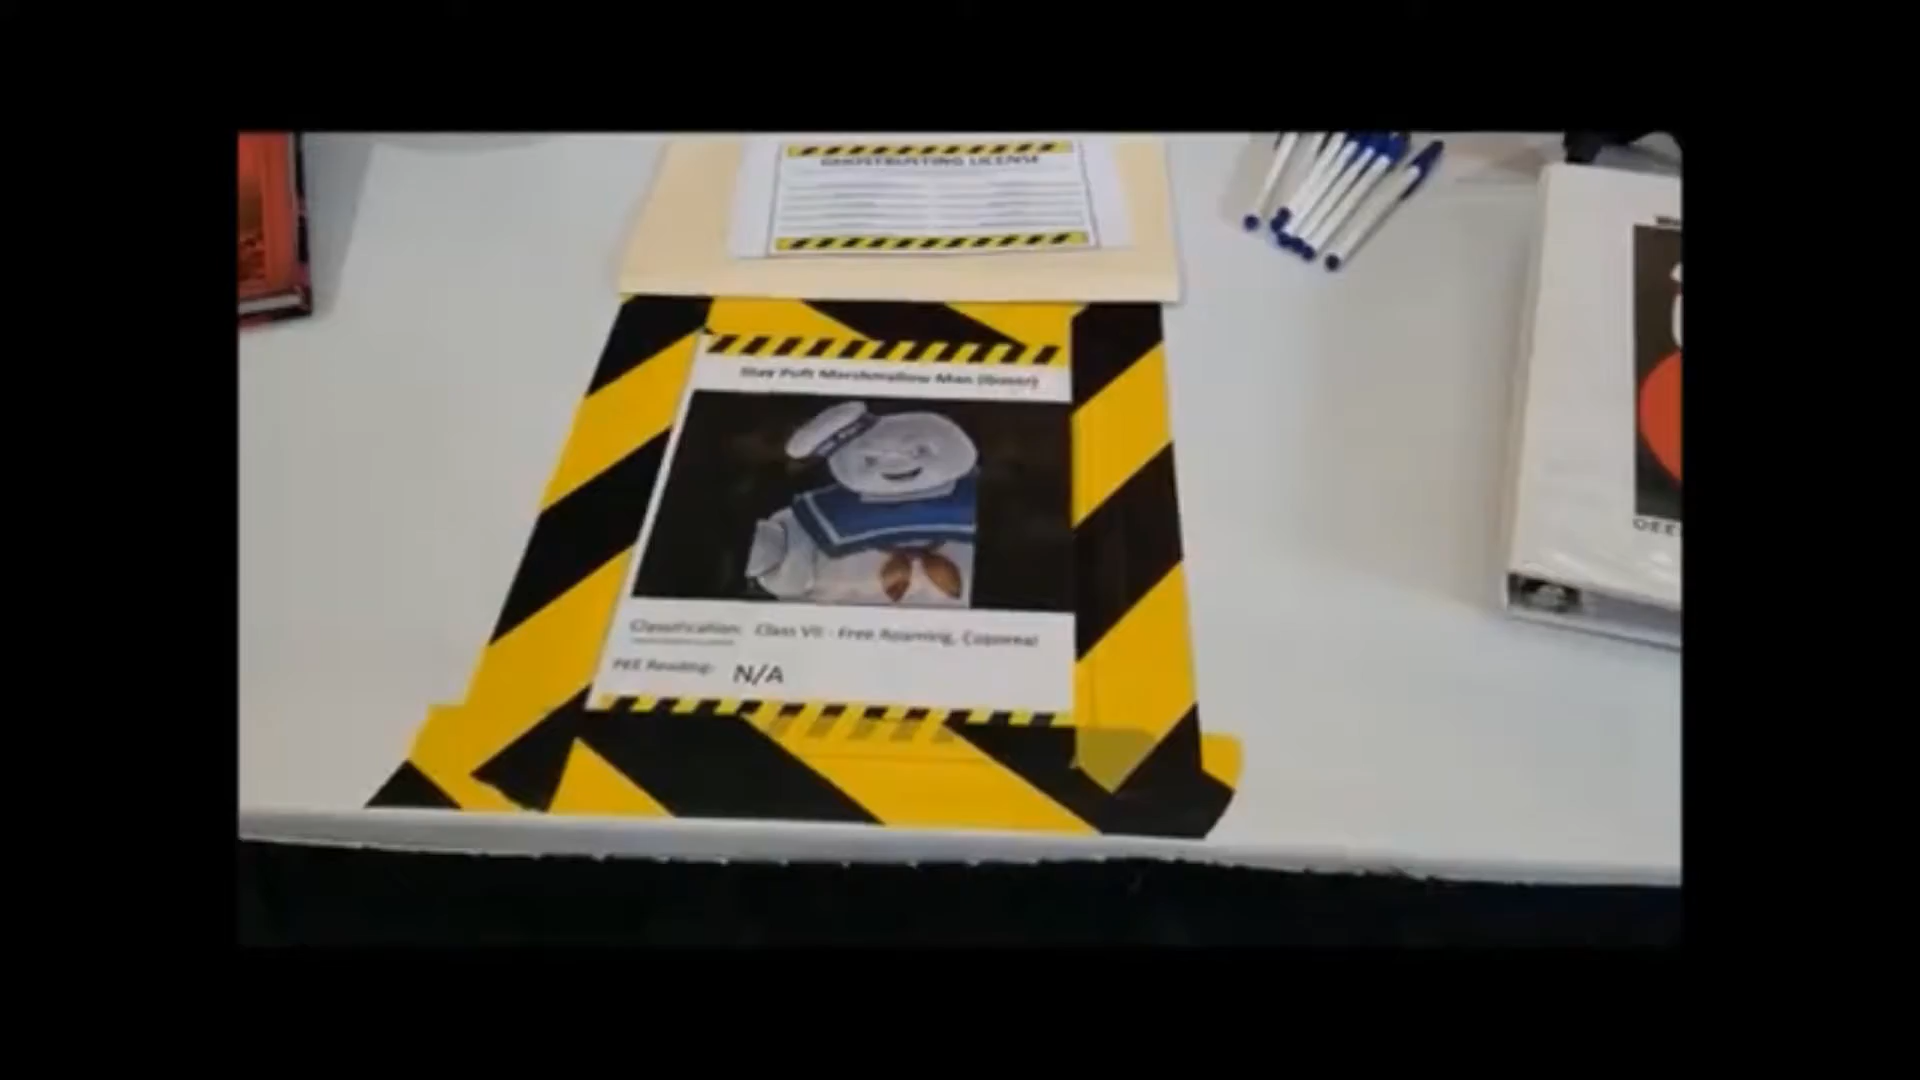 GHOSTBUSTING LICENSE
Stay Puft Marshmallow Man (Gozer)
Classification: Class VII - Free Roaming, Corporeal
PKE Reading: N/A